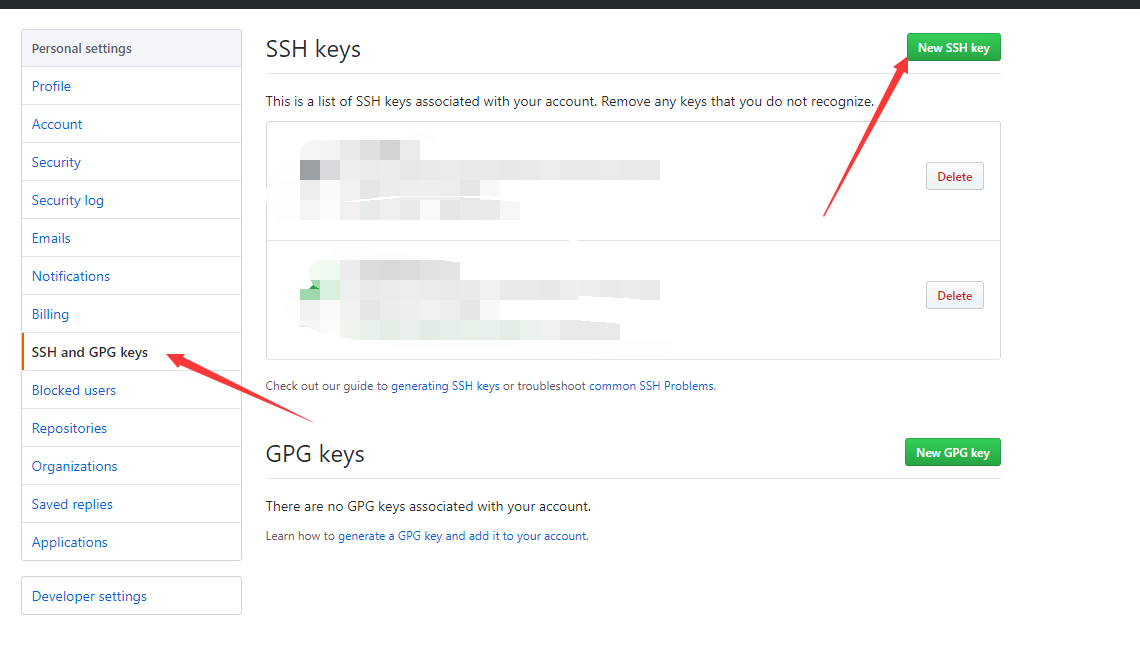 Personal settings
Profile
Account
Security
Security log
Emails
Notifications
Billing
SSH and GPG keys
Blocked users
Repositories
Organizations
Saved replies
Applications
Developer settings
SSH keys
New SSH key
This is a list of SSH keys associated with your account. Remove any keys that you do not recognize.
Delete
Delete
Check out our guide to generating SSH keys or troubleshoot common SSH Problems.
GPG keys
New GPG key
There are no GPG keys associated with your account.
Learn how to generate a GPG key and add it to your account.